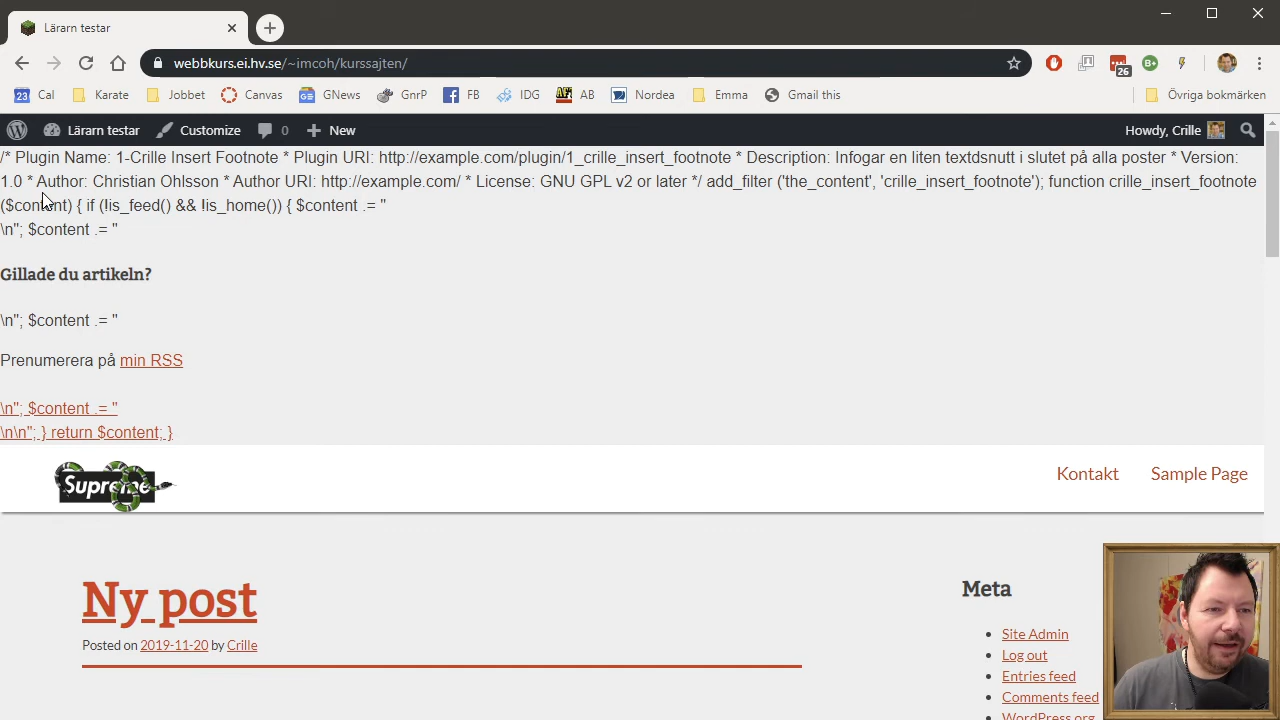 Lärarn testar
webbkurs.ei.hv.se/~imcoh/kurssajten/
26
23 Cal Karate Jobbet Canvas GE GNews GnrP FB IDG AF AB Nordea Emma Gmail this Övriga bokmärken
Lärarn testar Customize 0 New Howdy, Crille
/* Plugin Name: 1-Crille Insert Footnote * Plugin URI: http://example.com/plugin/1_crille_insert_footnote * Description: Infogar en liten textdsnutt i slutet på alla poster * Version:
1.0 * Author: Christian Ohlsson * Author URI: http://example.com/ * License: GNU GPL v2 or later */ add_filter ('the_content', 'crille_insert_footnote'); function crille_insert_footnote
($content) { if (!is_feed() && !is_home()) { $content .= "
\n"; $content .= "
Gillade du artikeln?
\n"; $content .= "
Prenumerera på min RSS
\n"; $content .= "
\n\n"; } return $content; }
Supreme
Kontakt Sample Page
Ny post
Posted on 2019-11-20 by Crille
Meta
Site Admin
Log out
Entries feed
Comments feed
WordPress.org